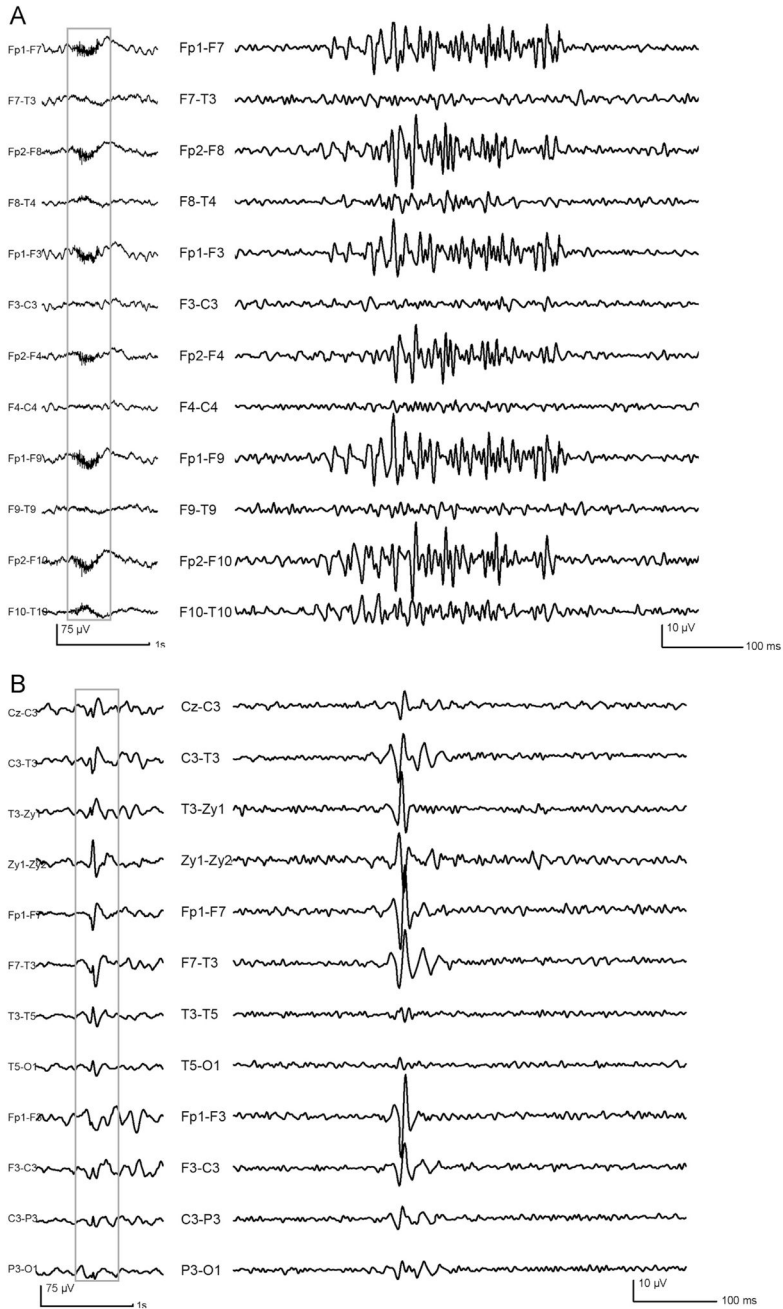 A
Fp1-F7 Fp1-F7
F7-T3 F7-T3
Fp2-F8 Fp2-F8
F8-T4 F8-T4
Fp1-F3 Fp1-F3
F3-C3 F3-C3
Fp2-F4 Fp2-F4
F4-C4 F4-C4
Fp1-F9 Fp1-F9
F9-T9 F9-T9
Fp2-F10 Fp2-F10
F10-T10 F10-T10
75 µV 10 µV
1s 100 ms
B
Cz-C3 Cz-C3
C3-T3 C3-T3
T3-Zy1 T3-Zy1
Zy1-Zy2 Zy1-Zy2
Fp1-F7 Fp1-F7
F7-T3 F7-T3
T3-T5 T3-T5
T5-O1 T5-O1
Fp1-F3 Fp1-F3
F3-C3 F3-C3
C3-P3 C3-P3
P3-O1 P3-O1
75 µV 10 µV
1s 100 ms